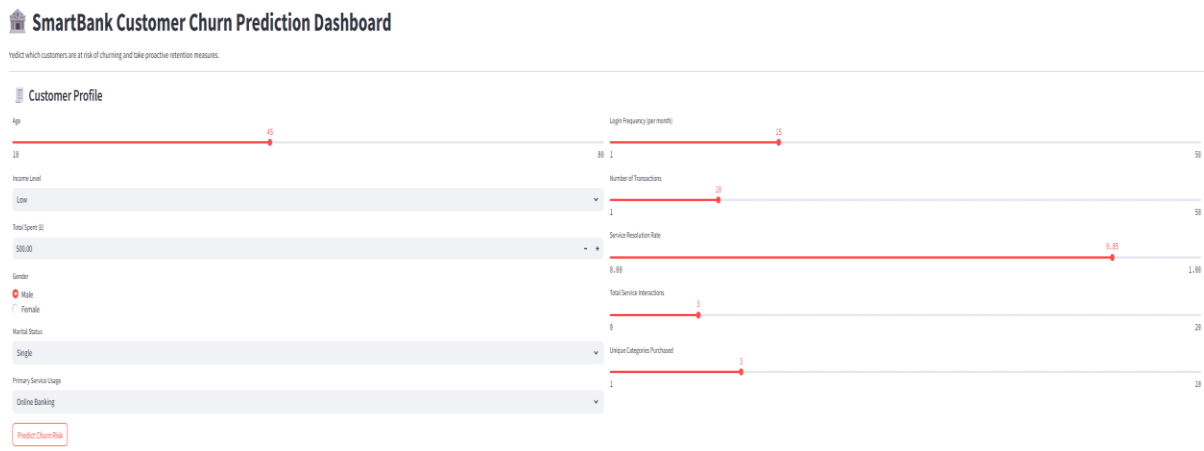 SmartBank Customer Churn Prediction Dashboard
Predict which customers are at risk of churning and take proactive retention measures.
Customer Profile
Age
45
18 80
Income Level
Low
Total Spent (£)
500.00 - +
Gender
Male
Female
Marital Status
Single
Primary Service Usage
Online Banking
Predict Churn Risk
Login Frequency (per month)
15
1 50
Number of Transactions
10
1 50
Service Resolution Rate
0.85
0.00 1.00
Total Service Interactions
3
0 20
Unique Categories Purchased
3
1 10